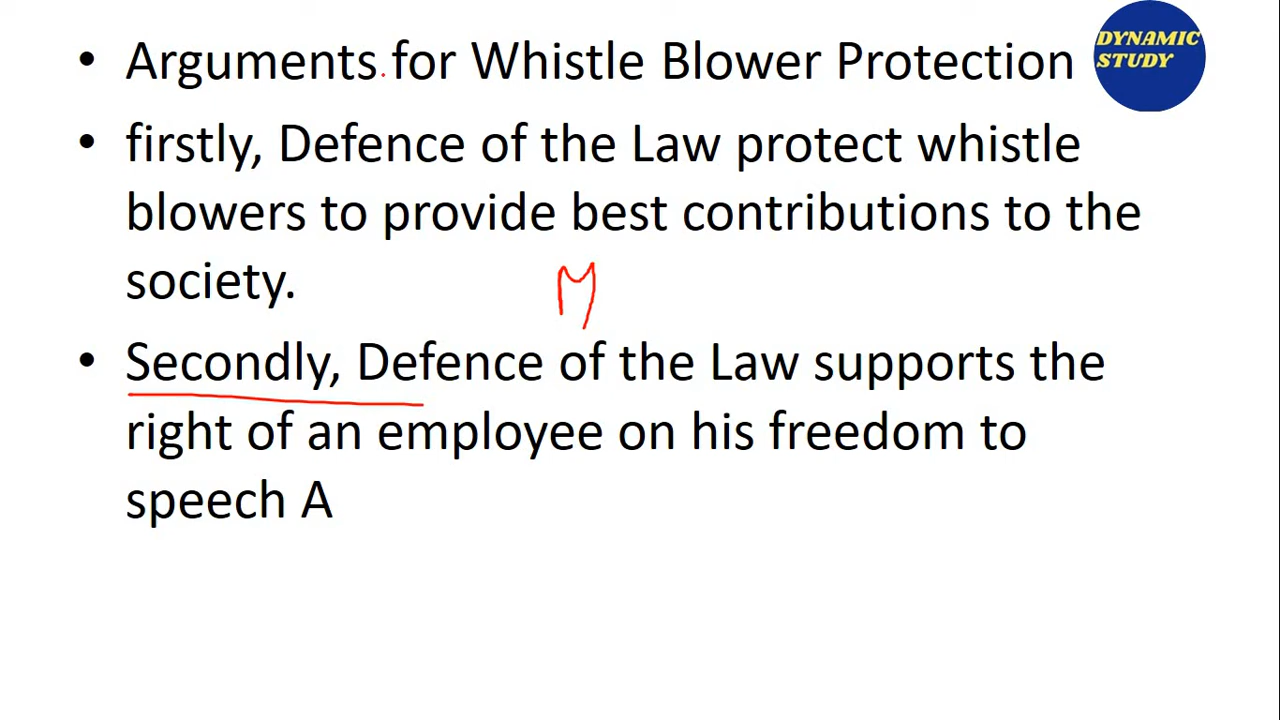 • Arguments for Whistle Blower Protection
DYNAMIC
STUDY
• firstly, Defence of the Law protect whistle
blowers to provide best contributions to the
society.
M
• Secondly, Defence of the Law supports the
right of an employee on his freedom to
speech A